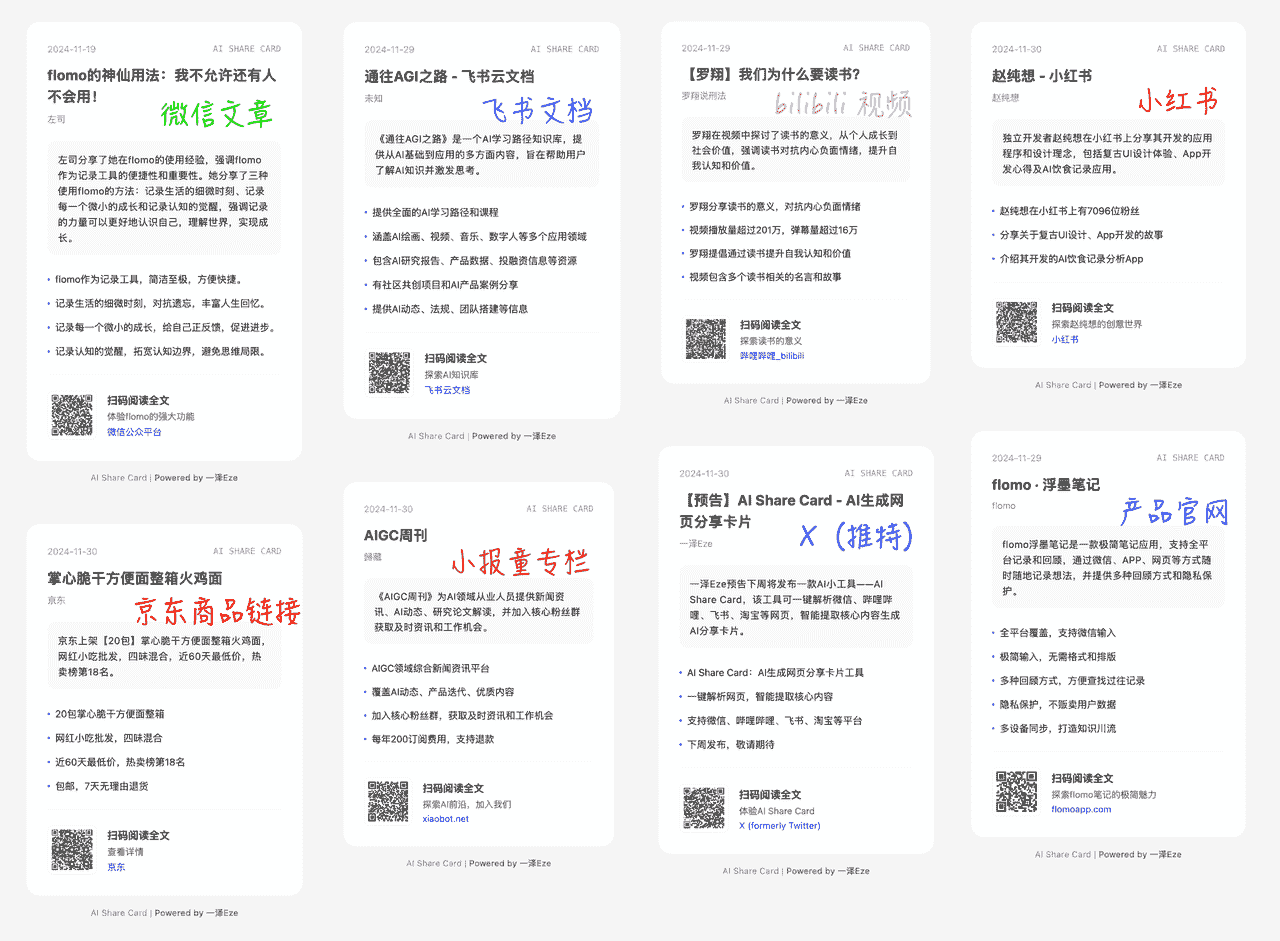 2024-11-19
AI SHARE CARD
flomo的神仙用法：我不允许还有人
不会用！
左司
微信文章
左司分享了她在flomo的使用经验，强调flomo
作为记录工具的便捷性和重要性。她分享了三种
使用flomo的方法：记录生活的细微时刻、记录
每一个微小的成长和记录认知的觉醒，强调记录
的力量可以更好地认识自己，理解世界，实现成
长。
flomo作为记录工具，简洁至极，方便快捷。
记录生活的细微时刻，对抗遗忘，丰富人生回忆。
记录每一个微小的成长，给自己正反馈，促进进步。
记录认知的觉醒，拓宽认知边界，避免思维局限。
扫码阅读全文
体验flomo的强大功能
微信公众平台
AI Share Card | Powered by 一泽Eze
2024-11-30
AI SHARE CARD
掌心脆干方便面整箱火鸡面
京东
京东商品链接
京东上架【20包】掌心脆干方便面整箱火鸡面，
网红小吃批发，四味混合，近60天最低价，热
卖榜第18名。
20包掌心脆干方便面整箱
网红小吃批发，四味混合
近60天最低价，热卖榜第18名
包邮，7天无理由退货
扫码阅读全文
查看详情
京东
AI Share Card | Powered by 一泽Eze
2024-11-29
AI SHARE CARD
通往AGI之路 - 飞书云文档
未知
飞书文档
《通往AGI之路》是一个AI学习路径知识库，提
供从AI基础到应用的多方面内容，旨在帮助用户
了解AI知识并激发思考。
提供全面的AI学习路径和课程
涵盖AI绘画、视频、音乐、数字人等多个应用领域
包含AI研究报告、产品数据、投融资信息等资源
有社区共创项目和AI产品案例分享
提供AI动态、法规、团队搭建等信息
扫码阅读全文
探索AI知识库
飞书云文档
AI Share Card | Powered by 一泽Eze
2024-11-30
AI SHARE CARD
AIGC周刊
歸藏
小报童专栏
《AIGC周刊》为AI领域从业人员提供新闻资
讯、AI动态、研究论文解读，并加入核心粉丝群
获取及时资讯和工作机会。
AIGC领域综合新闻资讯平台
覆盖AI动态、产品迭代、优质内容
加入核心粉丝群，获取及时资讯和工作机会
每年200订阅费用，支持退款
扫码阅读全文
探索AI前沿，加入我们
xiaobot.net
AI Share Card | Powered by 一泽Eze
2024-11-29
AI SHARE CARD
【罗翔】我们为什么要读书？
罗翔说刑法
bilibili 视频
罗翔在视频中探讨了读书的意义，从个人成长到
社会价值，强调读书对抗内心负面情绪，提升自
我认知和价值。
罗翔分享读书的意义，对抗内心负面情绪
视频播放量超过201万，弹幕量超过16万
罗翔提倡通过读书提升自我认知和价值
视频包含多个读书相关的名言和故事
扫码阅读全文
探索读书的意义
哔哩哔哩_bilibili
AI Share Card | Powered by 一泽Eze
2024-11-30
AI SHARE CARD
【预告】AI Share Card - AI生成网
页分享卡片
一泽Eze
X（推特）
一泽Eze预告下周将发布一款AI小工具——AI
Share Card，该工具可一键解析微信、哔哩哔
哩、飞书、淘宝等网页，智能提取核心内容生成
AI分享卡片。
AI Share Card：AI生成网页分享卡片工具
一键解析网页，智能提取核心内容
支持微信、哔哩哔哩、飞书、淘宝等平台
下周发布，敬请期待
扫码阅读全文
体验AI Share Card
X (formerly Twitter)
AI Share Card | Powered by 一泽Eze
2024-11-30
AI SHARE CARD
赵纯想 - 小红书
赵纯想
小红书
独立开发者赵纯想在小红书上分享其开发的应用
程序和设计理念，包括复古UI设计体验、App开
发心得及AI饮食记录应用。
赵纯想在小红书上有7096位粉丝
分享关于复古UI设计、App开发的故事
介绍其开发的AI饮食记录分析App
扫码阅读全文
探索赵纯想的创意世界
小红书
AI Share Card | Powered by 一泽Eze
2024-11-29
AI SHARE CARD
flomo · 浮墨笔记
flomo
产品官网
flomo浮墨笔记是一款极简笔记应用，支持全平
台记录和回顾，通过微信、APP、网页等方式随
时随地记录想法，并提供多种回顾方式和隐私保
护。
全平台覆盖，支持微信输入
极简输入，无需格式和排版
多种回顾方式，方便查找过往记录
隐私保护，不贩卖用户数据
多设备同步，打造知识川流
扫码阅读全文
探索flomo笔记的极简魅力
flomoapp.com
AI Share Card | Powered by 一泽Eze